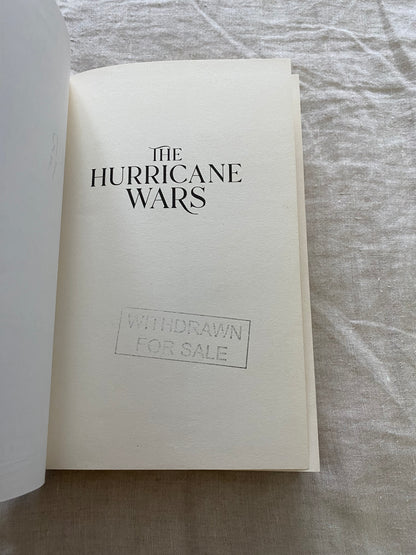 THE
HURRICANE
WARS
WITHDRAWN
FOR SALE